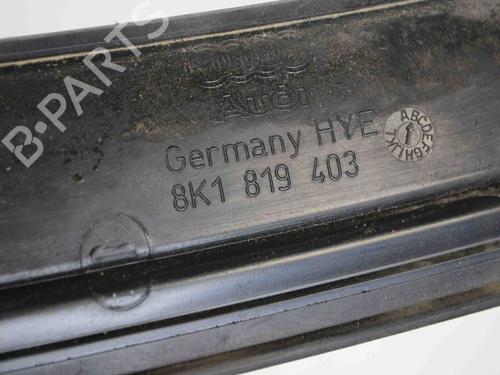 B-PARTS
Audi
Germany HYE
8K1 819 403
ABCDEFGHIJKL